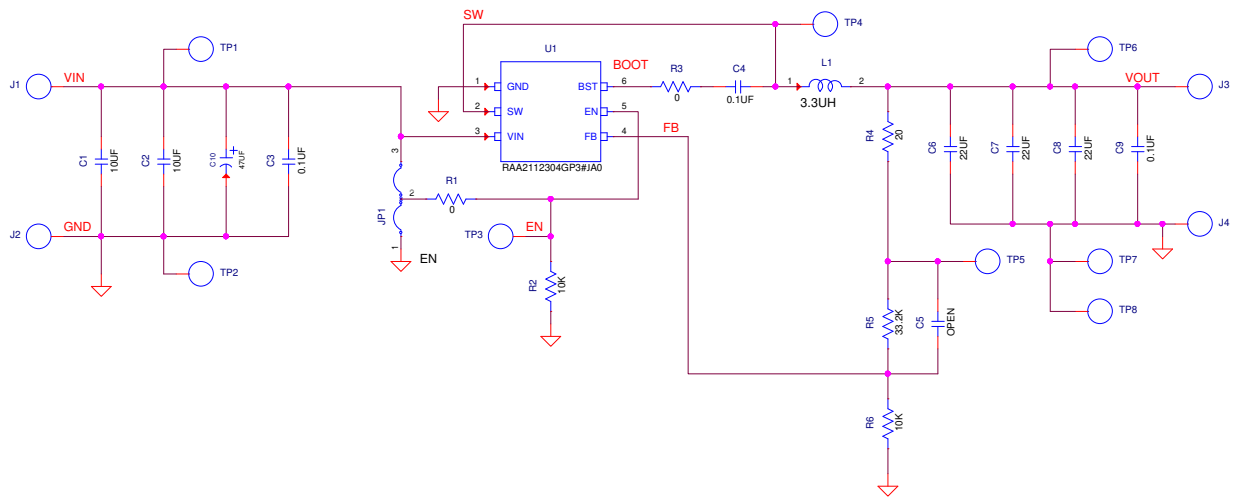 SW
TP4
TP1
TP6
U1
BOOT
R3
C4
L1
J1
VIN
1
GND
BST
6
0
0.1UF
1
2
3.3UH
VOUT
J3
2
SW
EN
5
3
VIN
FB
4
FB
RAA2112304GP3#JA0
C1
10UF
C2
10UF
C10
47UF
C3
0.1UF
R4
20
C6
22UF
C7
22UF
C8
22UF
C9
0.1UF
3
JP1
2
1
EN
R1
0
J2
GND
TP2
TP3
EN
R2
10K
J4
TP5
TP7
TP8
R5
33.2K
C5
OPEN
R6
10K